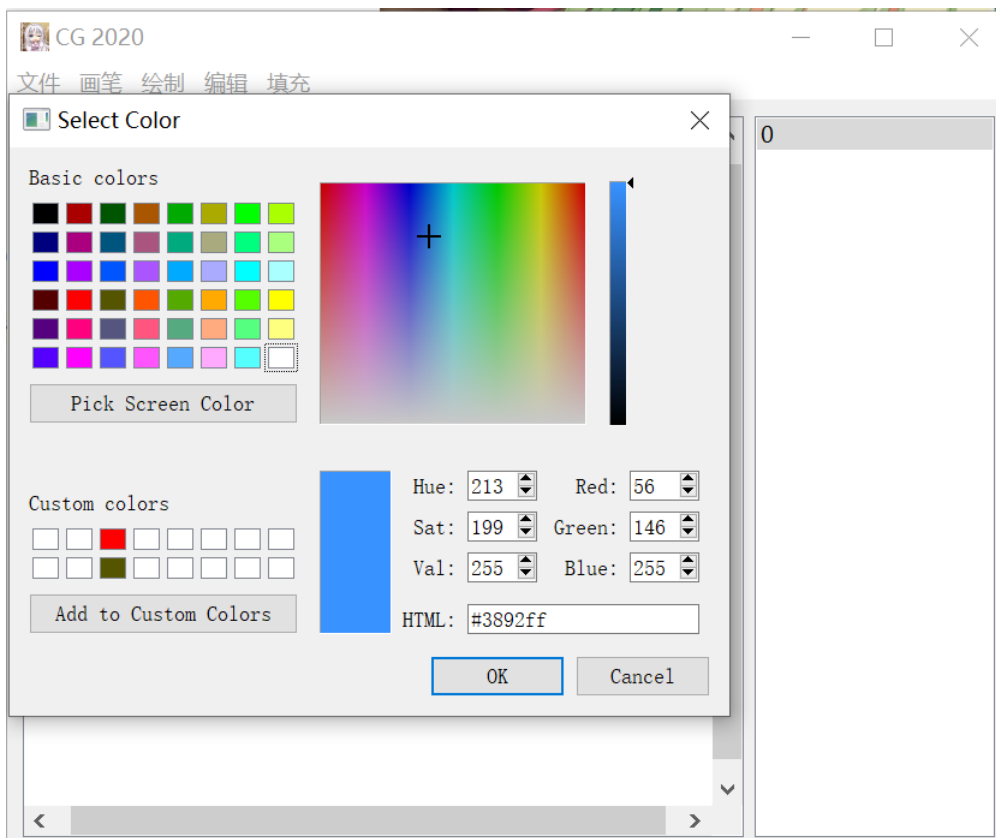 CG 2020
文件 画笔 绘制 编辑 填充
Select Color
0
Basic colors
Pick Screen Color
Custom colors
Add to Custom Colors
Hue: 213 Red: 56
Sat: 199 Green: 146
Val: 255 Blue: 255
HTML: #3892ff
OK Cancel